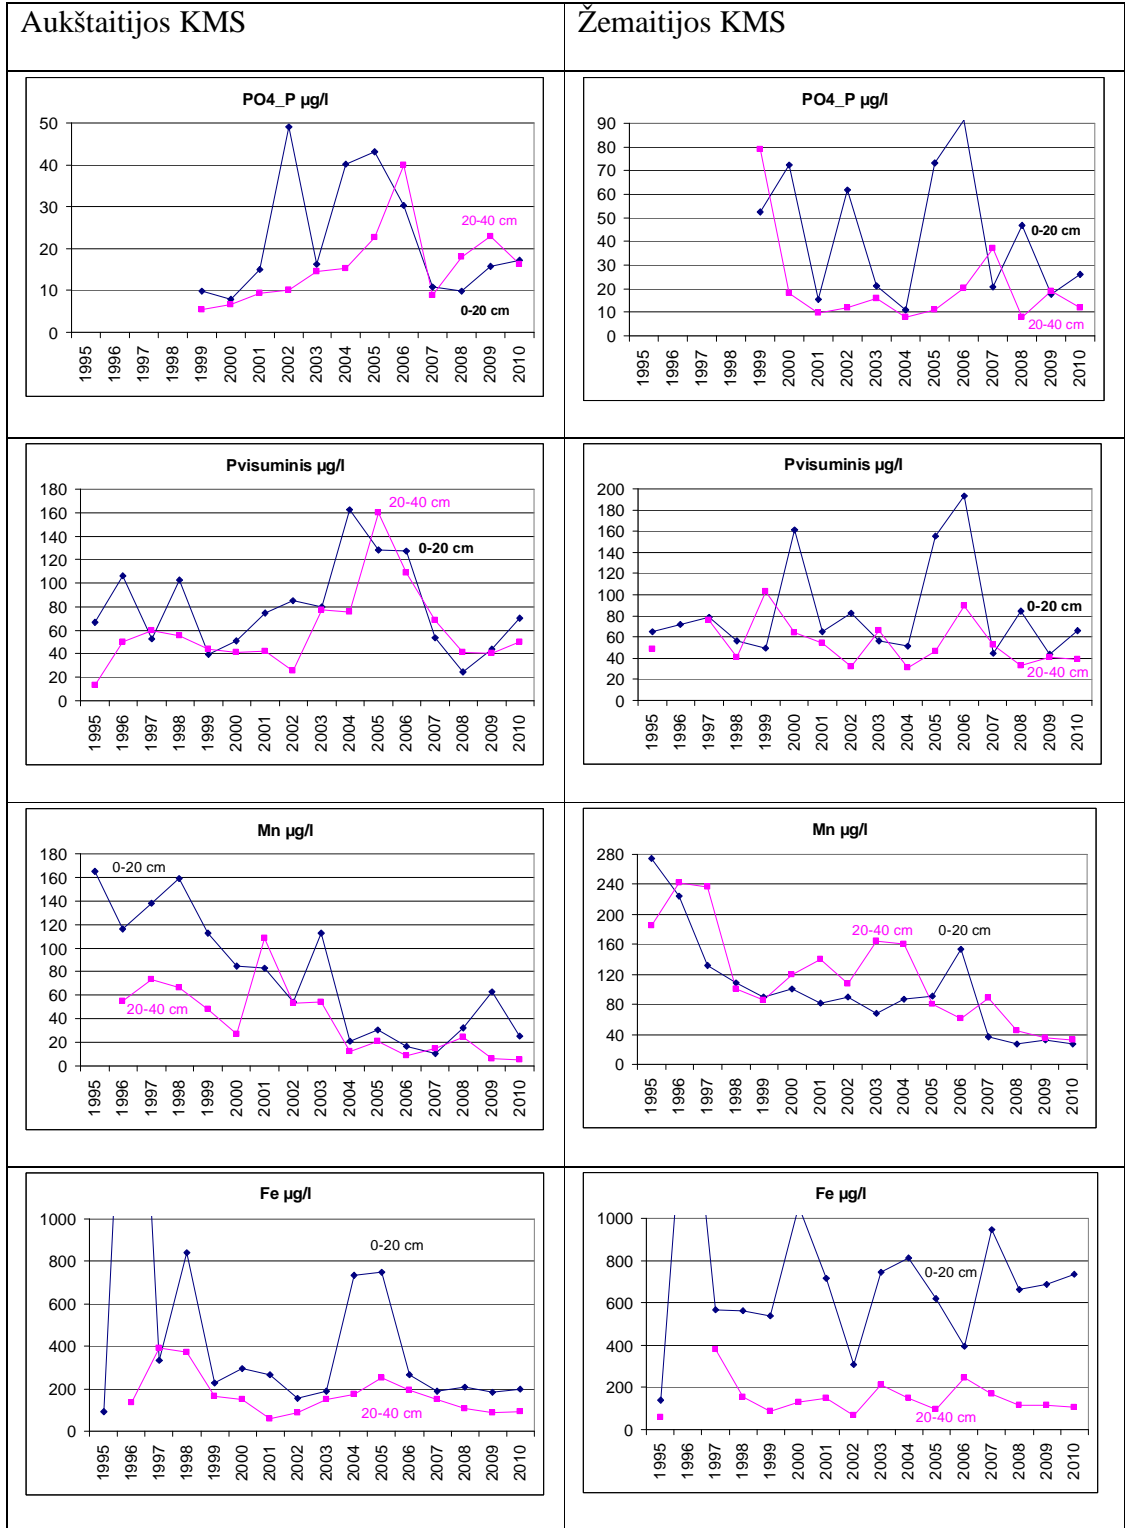 Aukštaitijos KMS
Žemaitijos KMS
PO4_P µg/l
50
40
30
20
10
0
20-40 cm
0-20 cm
1995 1996 1997 1998 1999 2000 2001 2002 2003 2004 2005 2006 2007 2008 2009 2010
PO4_P µg/l
90
80
70
60
50
40
30
20
10
0
0-20 cm
20-40 cm
1995 1996 1997 1998 1999 2000 2001 2002 2003 2004 2005 2006 2007 2008 2009 2010
Pvisuminis µg/l
180
160
140
120
100
80
60
40
20
0
20-40 cm
0-20 cm
1995 1996 1997 1998 1999 2000 2001 2002 2003 2004 2005 2006 2007 2008 2009 2010
Pvisuminis µg/l
200
180
160
140
120
100
80
60
40
20
0
0-20 cm
20-40 cm
1995 1996 1997 1998 1999 2000 2001 2002 2003 2004 2005 2006 2007 2008 2009 2010
Mn µg/l
180
160
140
120
100
80
60
40
20
0
0-20 cm
20-40 cm
1995 1996 1997 1998 1999 2000 2001 2002 2003 2004 2005 2006 2007 2008 2009 2010
Mn µg/l
280
240
200
160
120
80
40
0
20-40 cm
0-20 cm
1995 1996 1997 1998 1999 2000 2001 2002 2003 2014 2005 2006 2007 2008 2009 2010
Fe µg/l
1000
800
600
400
200
0
0-20 cm
20-40 cm
1995 1996 1997 1998 1999 2000 2001 2002 2003 2004 2005 2006 2007 2008 2009 2010
Fe µg/l
1000
800
600
400
200
0
0-20 cm
20-40 cm
1995 1996 1997 1998 1999 2000 2001 2002 2003 2004 2005 2006 2007 2008 2009 2010